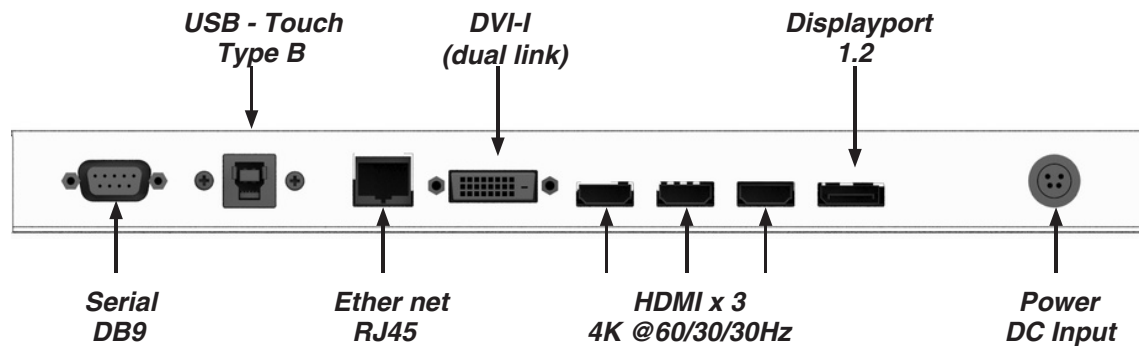 USB - Touch
Type B
DVI-I
(dual link)
Displayport
1.2
Serial
DB9
Ether net
RJ45
HDMI x 3
4K @60/30/30Hz
Power
DC Input